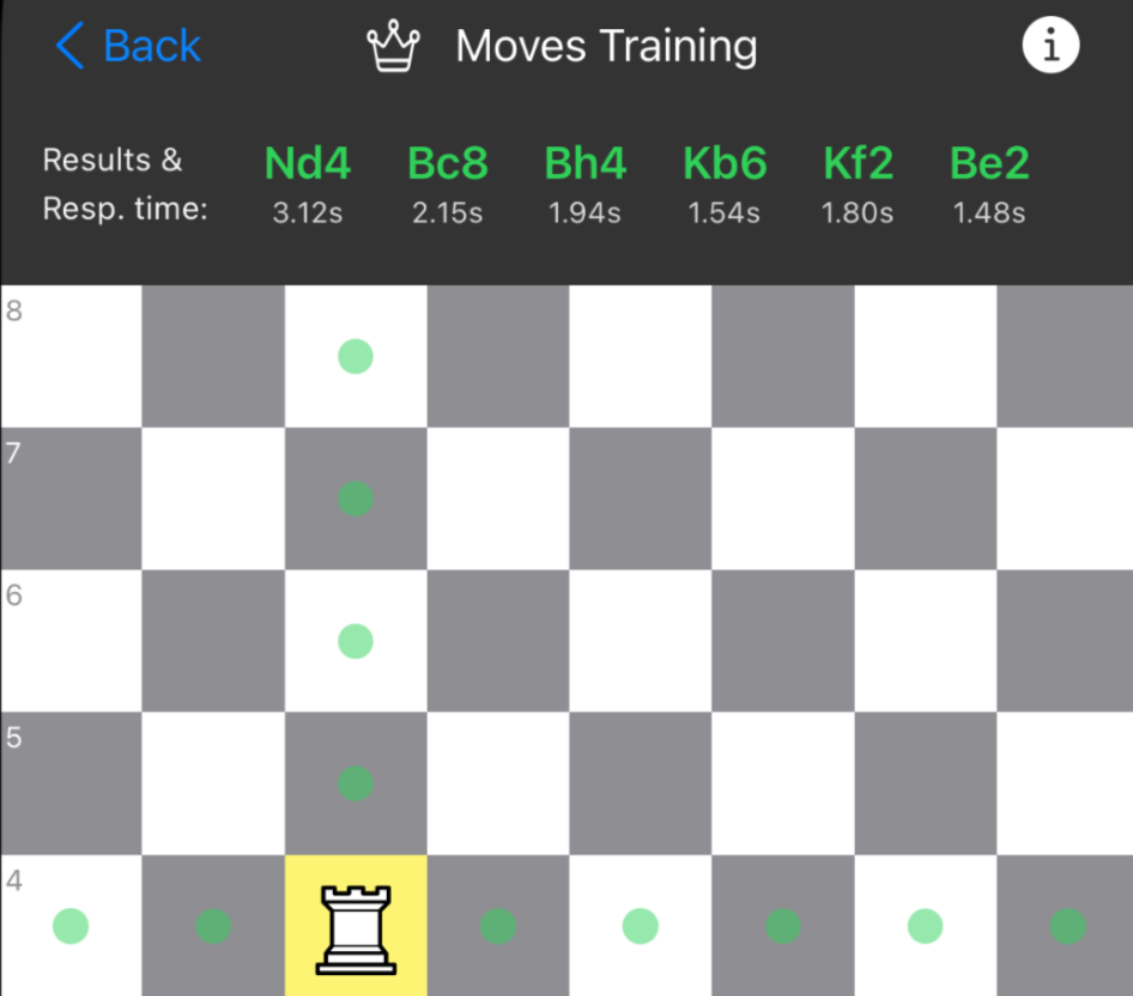 Back
Moves Training
i
Results &
Resp. time:
Nd4 Bc8 Bh4 Kb6 Kf2 Be2
3.12s 2.15s 1.94s 1.54s 1.80s 1.48s
8
7
6
5
4